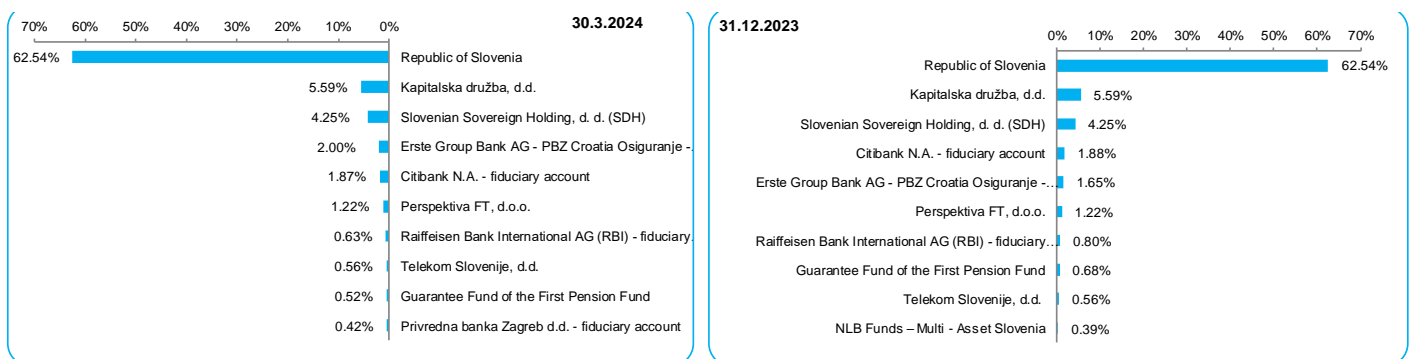 30.3.2024
70% 60% 50% 40% 30% 20% 10% 0%
62.54% Republic of Slovenia
5.59% Kapitalska družba, d.d.
4.25% Slovenian Sovereign Holding, d. d. (SDH)
2.00% Erste Group Bank AG - PBZ Croatia Osiguranje -.
1.87% Citibank N.A. - fiduciary account
1.22% Perspektiva FT, d.o.o.
0.63% Raiffeisen Bank International AG (RBI) - fiduciary.
0.56% Telekom Slovenije, d.d.
0.52% Guarantee Fund of the First Pension Fund
0.42% Privredna banka Zagreb d.d. - fiduciary account
31.12.2023
0% 10% 20% 30% 40% 50% 60% 70%
Republic of Slovenia 62.54%
Kapitalska družba, d.d. 5.59%
Slovenian Sovereign Holding, d. d. (SDH) 4.25%
Citibank N.A. - fiduciary account 1.88%
Erste Group Bank AG - PBZ Croatia Osiguranje -... 1.65%
Perspektiva FT, d.o.o. 1.22%
Raiffeisen Bank International AG (RBI) - fiduciary... 0.80%
Guarantee Fund of the First Pension Fund 0.68%
Telekom Slovenije, d.d. 0.56%
NLB Funds – Multi - Asset Slovenia 0.39%